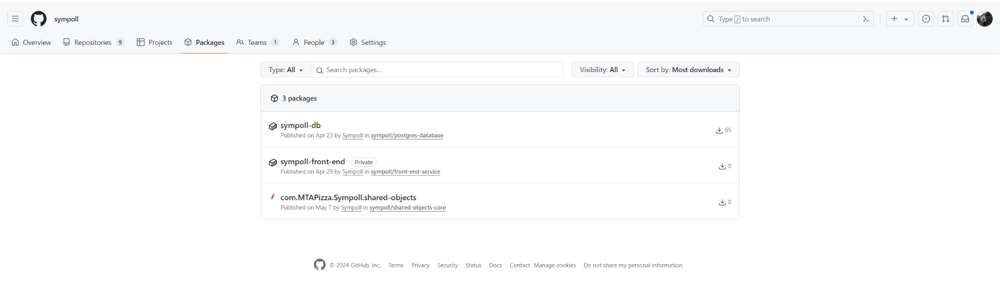 sympoll
Type / to search
Overview Repositories 9 Projects Packages Teams 1 People 3 Settings
Type: All Search packages... Visibility: All Sort by: Most downloads
3 packages
sympoll-db
Published on Apr 23 by Sympoll in sympoll/postgres-database
65
sympoll-front-end Private
Published on Apr 29 by Sympoll in sympoll/front-end-service
0
com.MTAPizza.Sympoll.shared-objects
Published on May 7 by Sympoll in sympoll/shared-objects-core
0
© 2024 GitHub, Inc. Terms Privacy Security Status Docs Contact Manage cookies Do not share my personal information